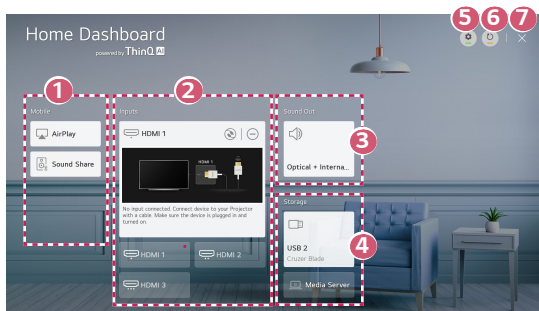 Home Dashboard
powered by ThinQ AI
5 6 7
1
2
3
4
Mobile
AirPlay
Sound Share
Inputs
HDMI 1
HDMI 1
No input connected. Connect device to your Projector
with a cable. Make sure the device is plugged in and
turned on.
HDMI 1
HDMI 2
HDMI 3
Sound Out
Optical + Interna...
Storage
USB 2
Cruzer Blade
Media Server